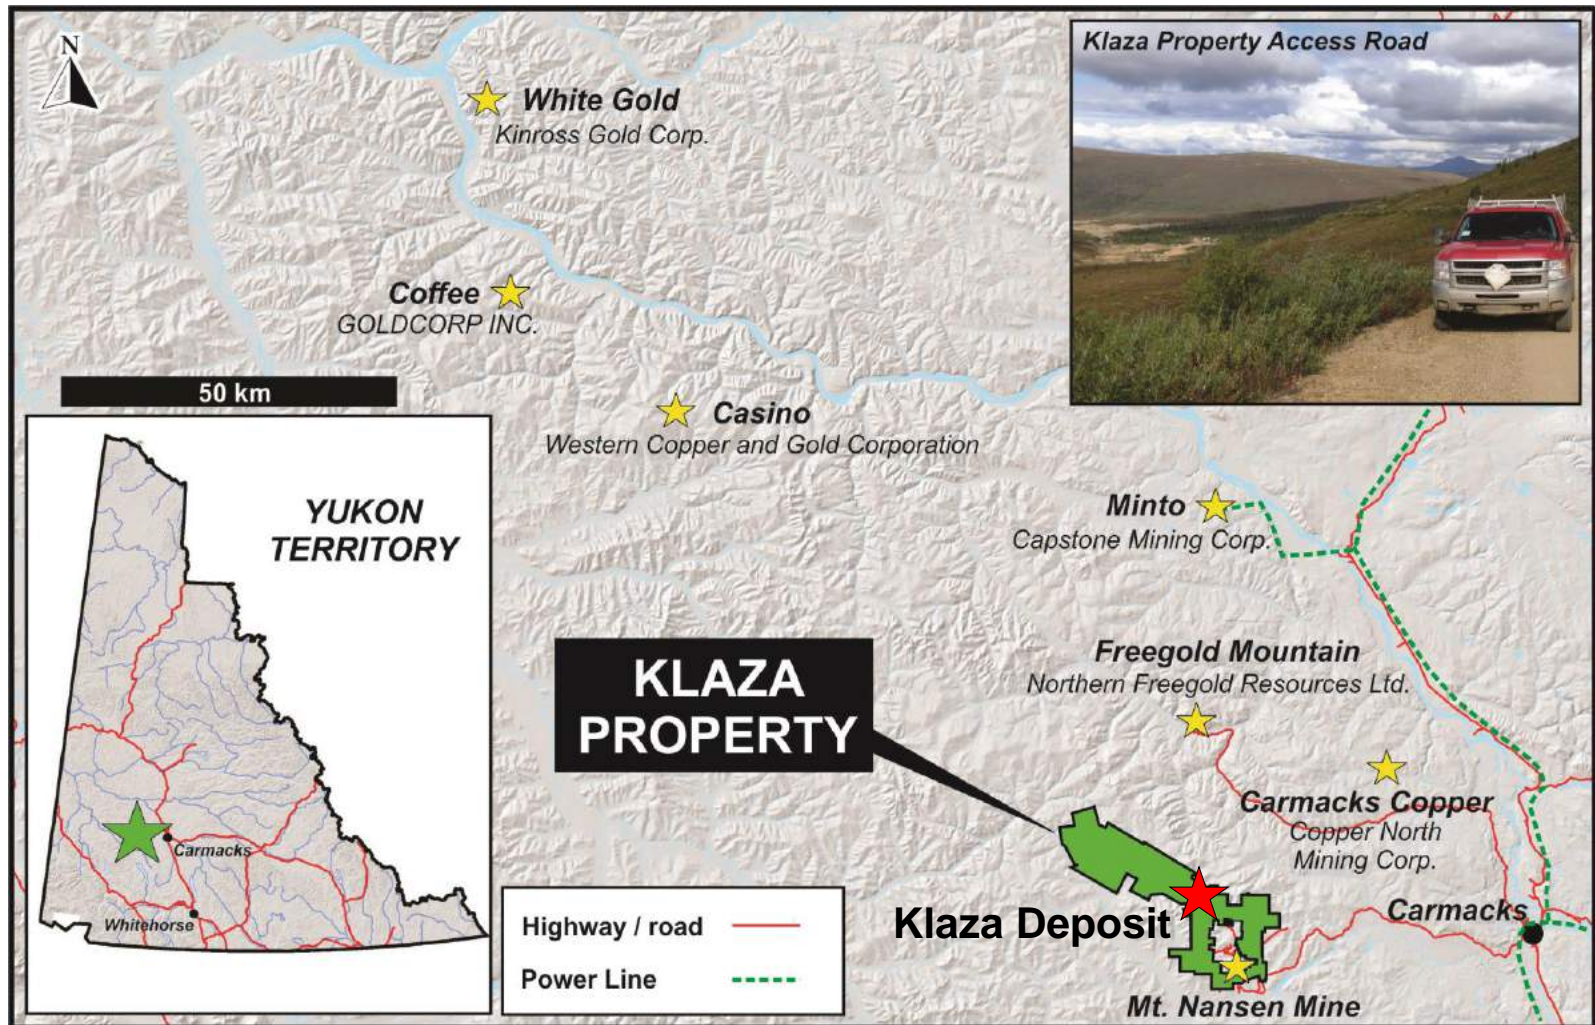 N
White Gold
Kinross Gold Corp.
Klaza Property Access Road
Coffee
GOLDCORP INC.
50 km
Casino
Western Copper and Gold Corporation
YUKON
TERRITORY
Carmacks
Whitehorse
Minto
Capstone Mining Corp.
KLAZA
PROPERTY
Freegold Mountain
Northern Freegold Resources Ltd.
Carmacks Copper
Copper North
Mining Corp.
Klaza Deposit
Carmacks
Mt. Nansen Mine
Highway / road
Power Line